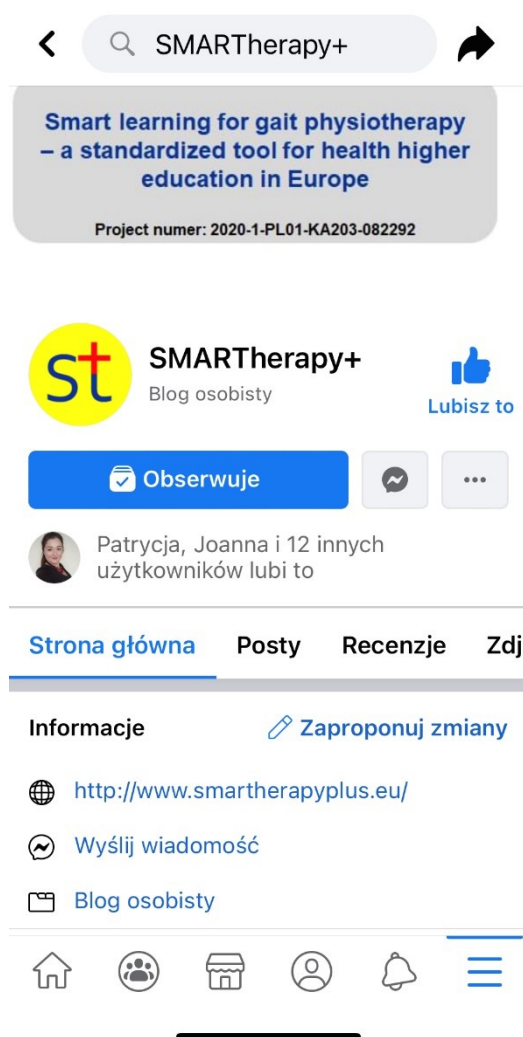 SMARTherapy+
Smart learning for gait physiotherapy
– a standardized tool for health higher
education in Europe
Project numer: 2020-1-PL01-KA203-082292
st
SMARTherapy+
Blog osobisty
Lubisz to
Obserwuje
Patrycja, Joanna i 12 innych
użytkowników lubi to
Strona główna Posty Recenzje Zdj
Informacje Zaproponuj zmiany
http://www.smartherapyplus.eu/
Wyślij wiadomość
Blog osobisty